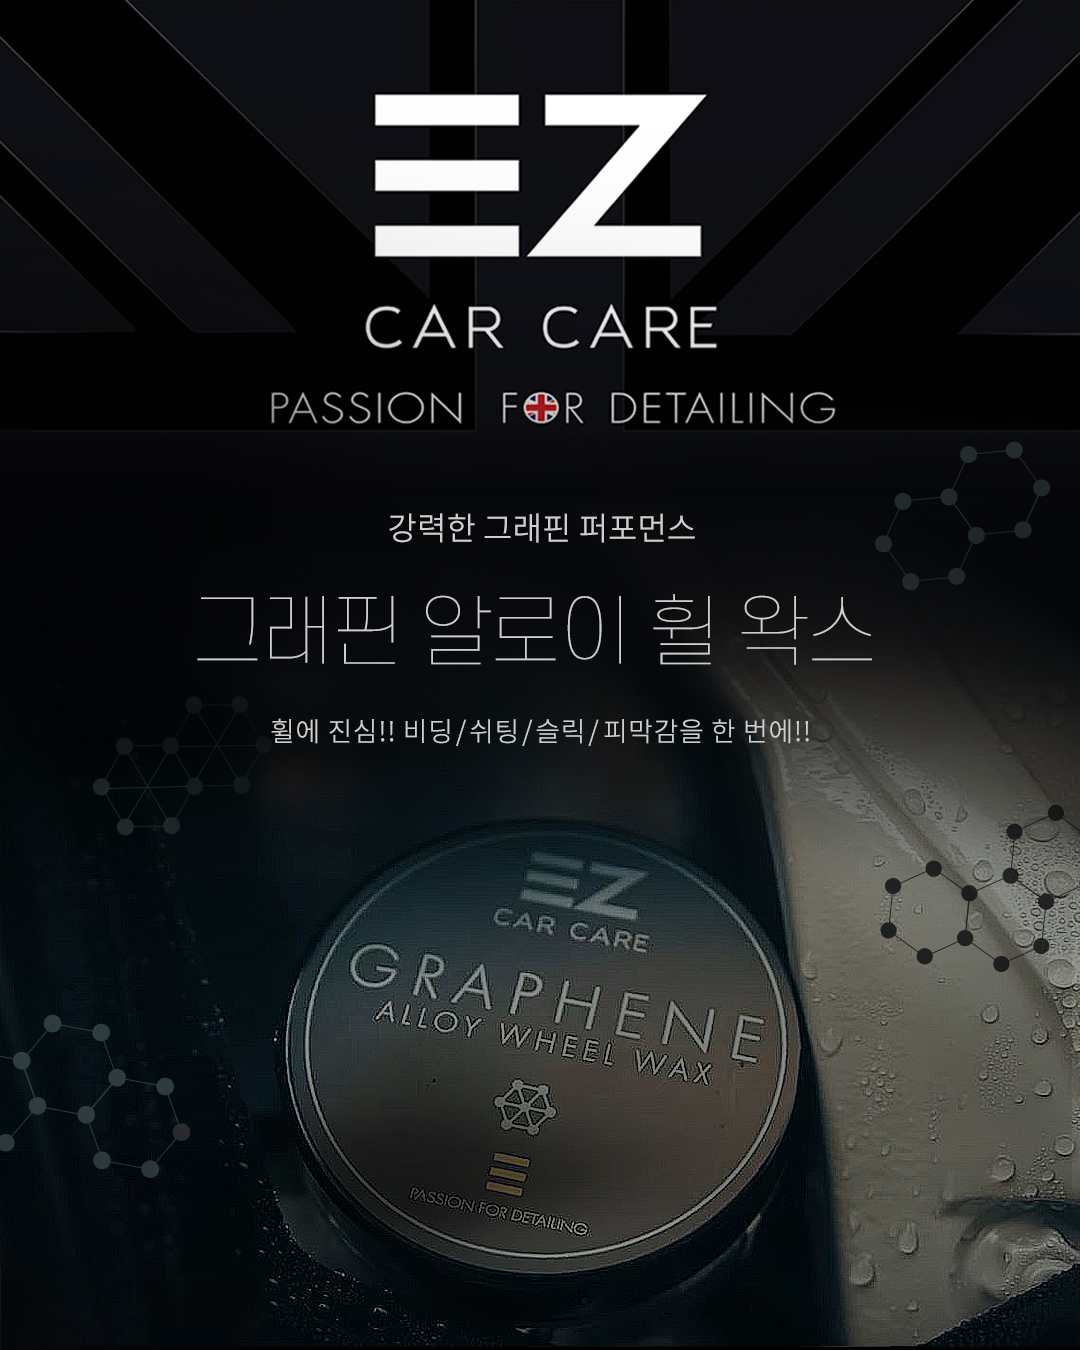 EZ
CAR CARE
PASSION FOR DETAILING
강력한 그래핀 퍼포먼스
그래핀 알로이 휠 왁스
휠에 진심!! 비딩/쉬팅/슬릭/피막감을 한 번에!!
EZ
CAR CARE
GRAPHENE
ALLOY WHEEL WAX
PASSION FOR DETAILING